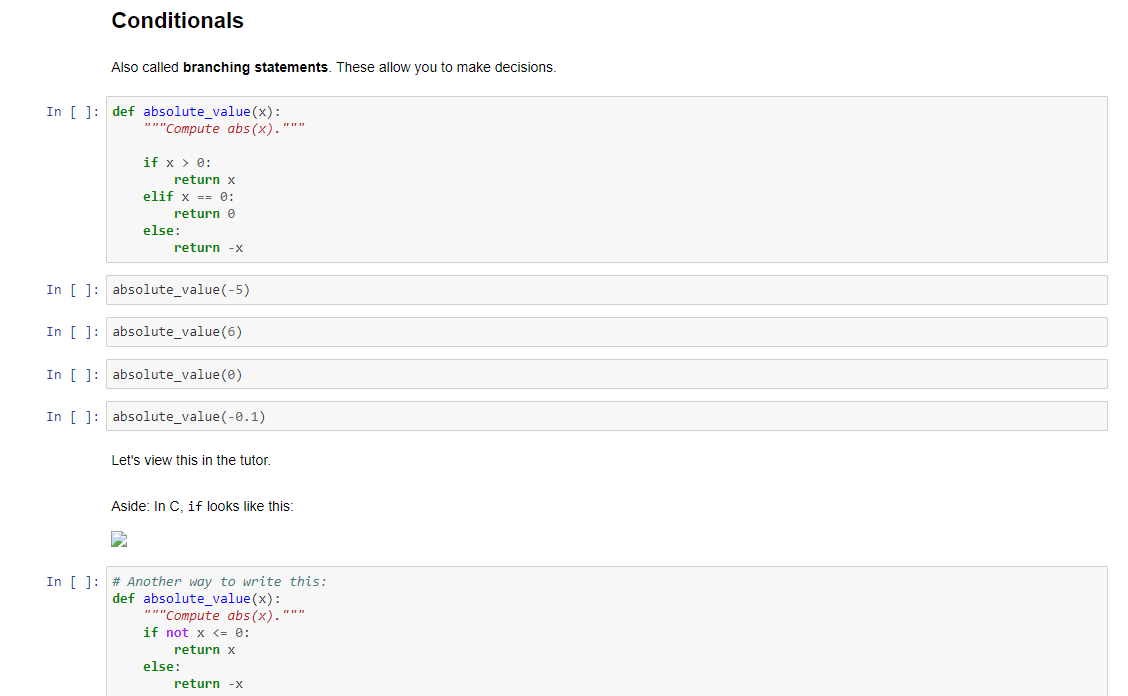 Conditionals
Also called branching statements. These allow you to make decisions.
In [ ]: def absolute_value(x):
    """Compute abs(x)."""
    if x > 0:
        return x
    elif x == 0:
        return 0
    else:
        return -x
In [ ]: absolute_value(-5)
In [ ]: absolute_value(6)
In [ ]: absolute_value(0)
In [ ]: absolute_value(-0.1)
Let's view this in the tutor.
Aside: In C, if looks like this:
In [ ]: # Another way to write this:
def absolute_value(x):
    """Compute abs(x)."""
    if not x <= 0:
        return x
    else:
        return -x